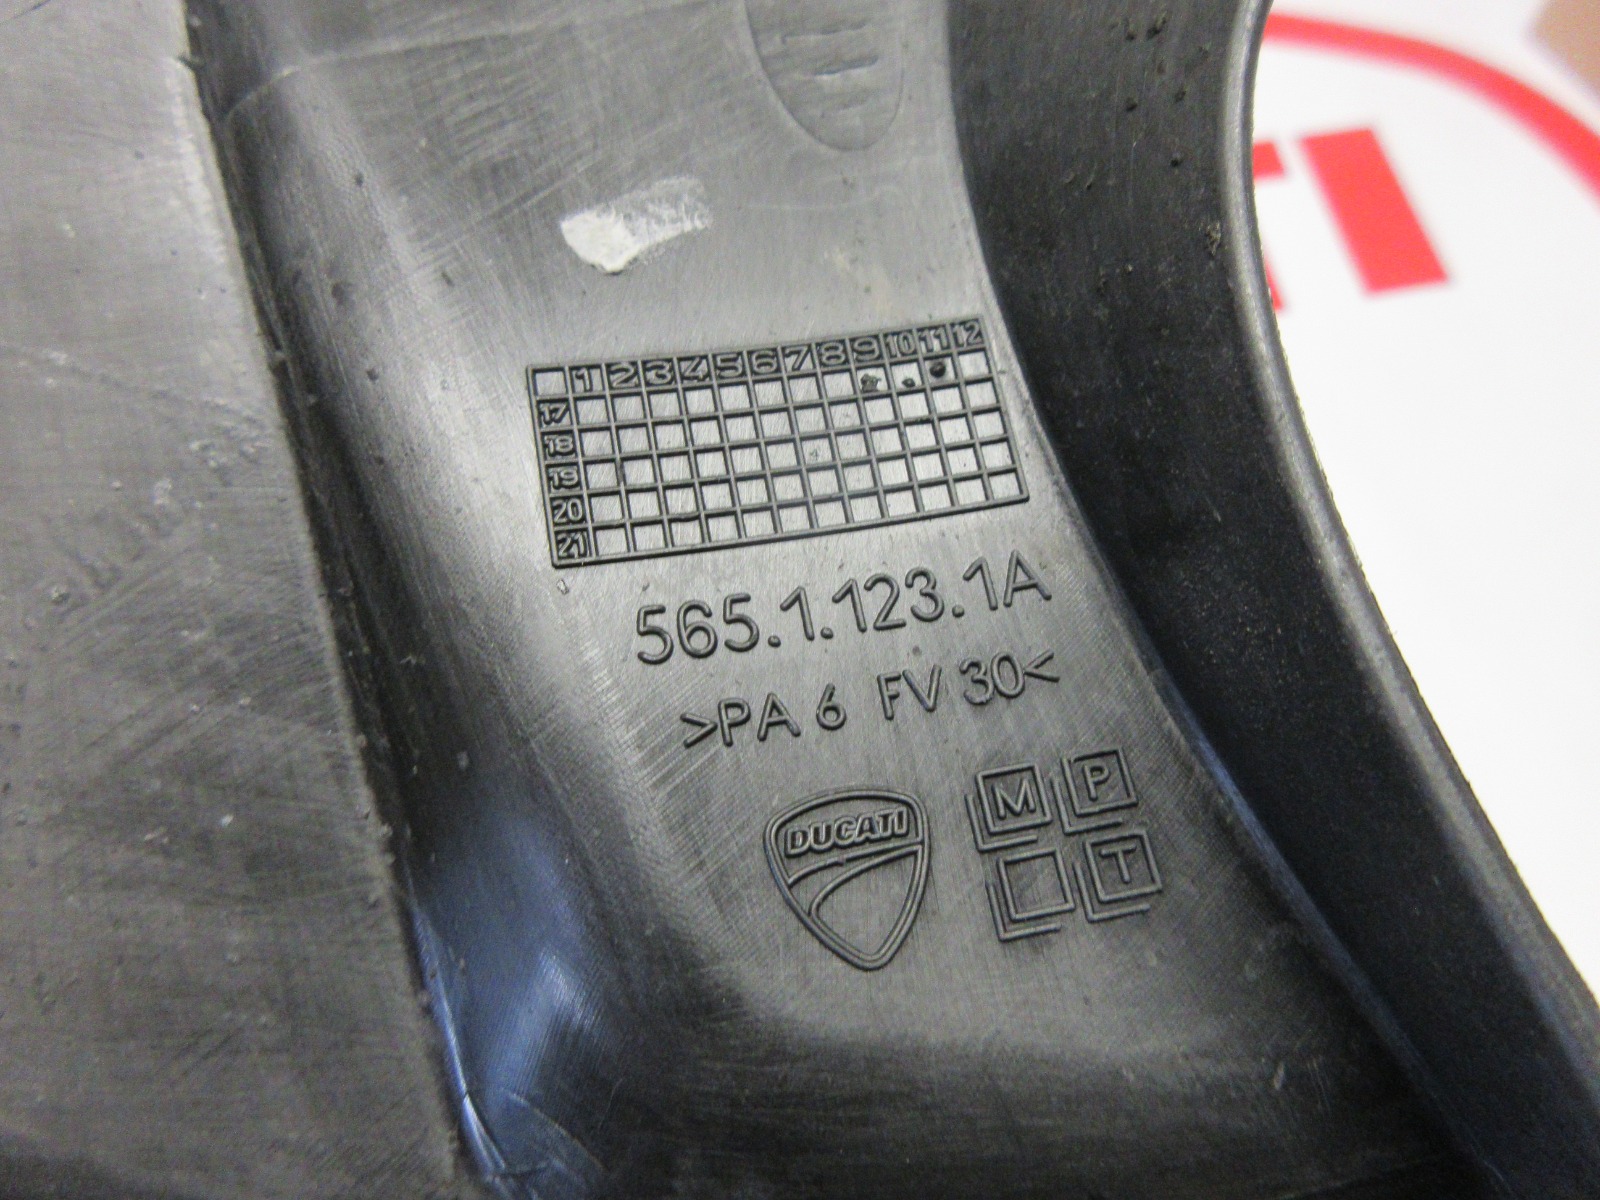 1 2 3 4 5 6 7 8 9 10 11 12
17
18
19
20
21
565.1.123.1A
>PA 6 FV 30<
DUCATI
M P
T
TI